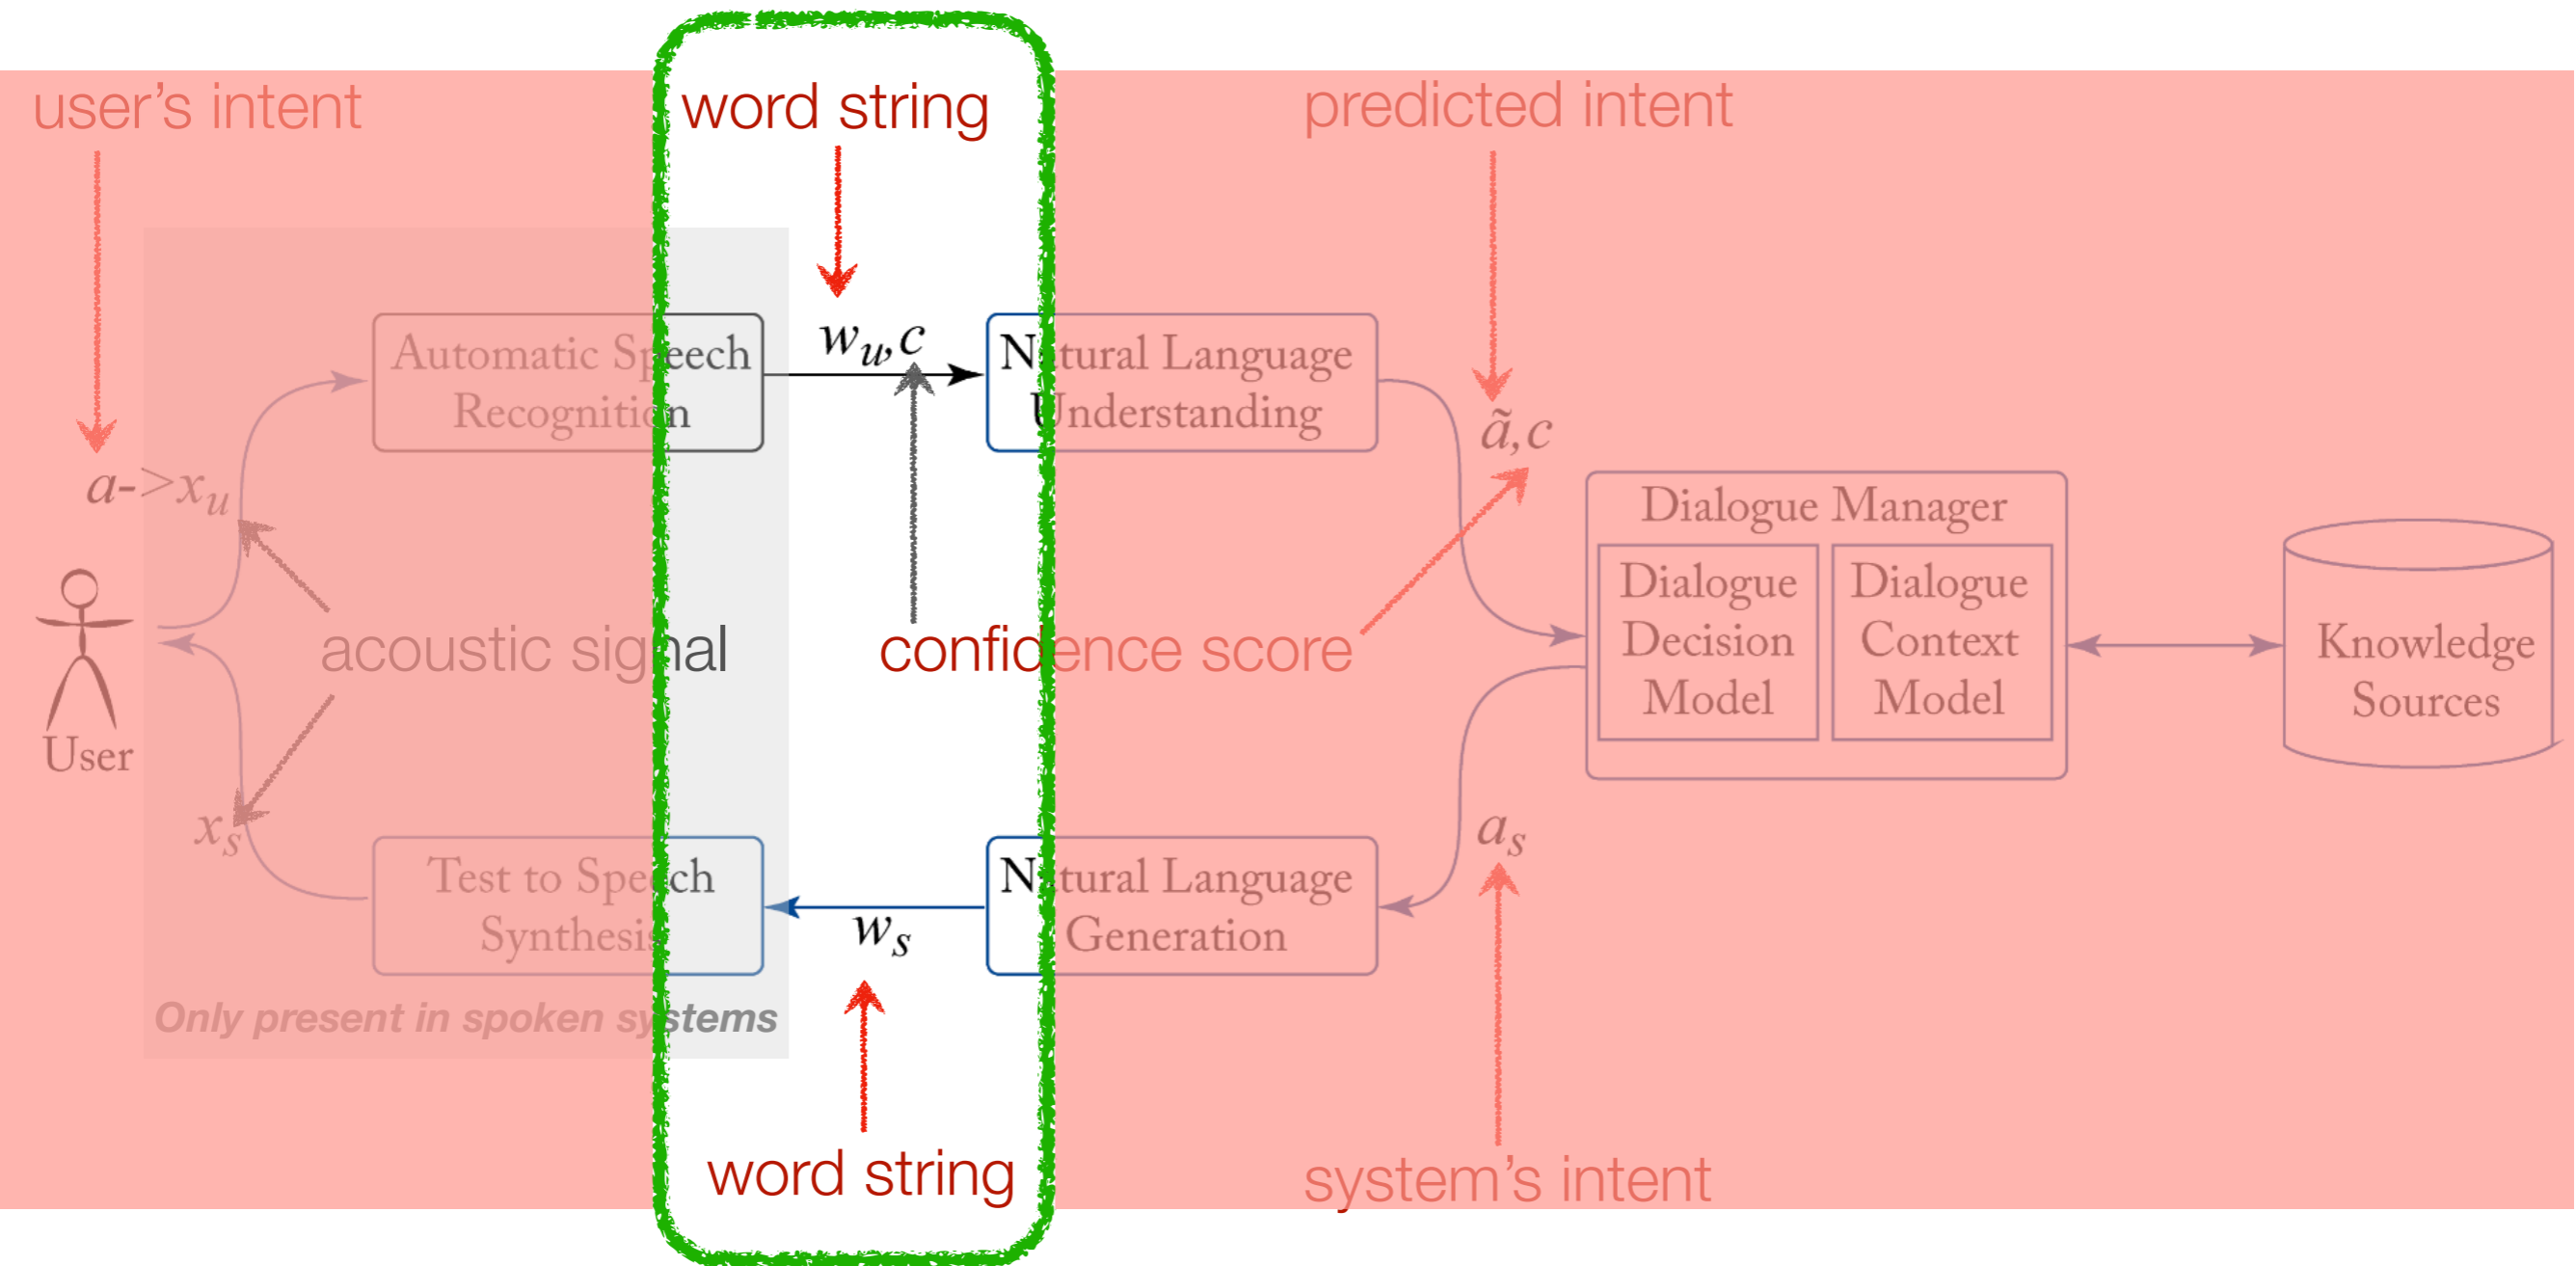 user’s intent
word string
predicted intent
Automatic Speech
Recognition
w_u,c
Natural Language
Understanding
ã,c
a->x_u
Dialogue Manager
Dialogue
Decision
Model
Dialogue
Context
Model
Knowledge
Sources
acoustic signal
confidence score
User
x_s
a_s
Test to Speech
Synthesis
w_s
Natural Language
Generation
Only present in spoken systems
word string
system’s intent